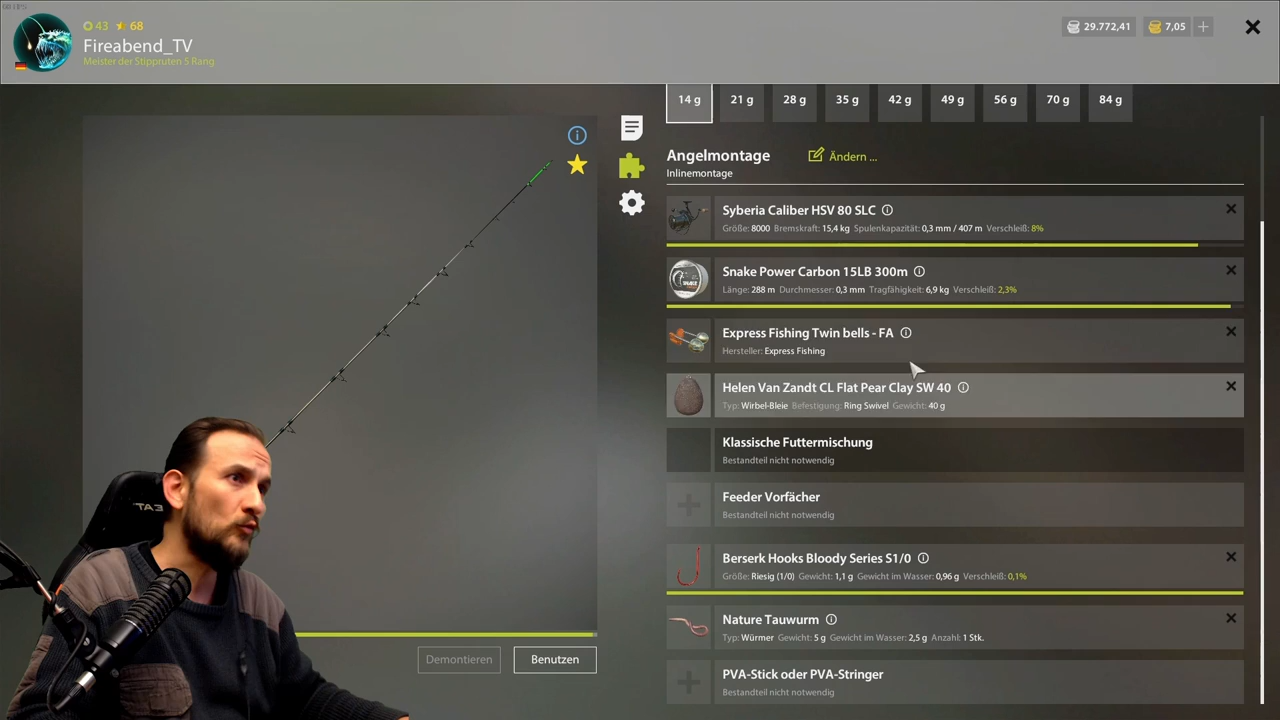 43 68
Fireabend_TV
Meister der Stippruten 5 Rang
29.772,41
7,05
14 g
21 g
28 g
35 g
42 g
49 g
56 g
70 g
84 g
Angelmontage
Ändern ...
Inlinemontage
Syberia Caliber HSV 80 SLC
Größe: 8000 Bremskraft: 15,4 kg Spulenkapazität: 0,3 mm / 407 m Verschleiß: 8%
Snake Power Carbon 15LB 300m
Länge: 288 m Durchmesser: 0,3 mm Tragfähigkeit: 6,9 kg Verschleiß: 2,3%
Express Fishing Twin bells - FA
Hersteller: Express Fishing
Helen Van Zandt CL Flat Pear Clay SW 40
Typ: Wirbel-Bleie Befestigung: Ring Swivel Gewicht: 40 g
Klassische Futtermischung
Bestandteil nicht notwendig
Feeder Vorfächer
Bestandteil nicht notwendig
Berserk Hooks Bloody Series S1/0
Größe: Riesig (1/0) Gewicht: 1,1 g Gewicht im Wasser: 0,96 g Verschleiß: 0,1%
Nature Tauwurm
Typ: Würmer Gewicht: 5 g Gewicht im Wasser: 2,5 g Anzahl: 1 Stk.
PVA-Stick oder PVA-Stringer
Bestandteil nicht notwendig
Demontieren
Benutzen